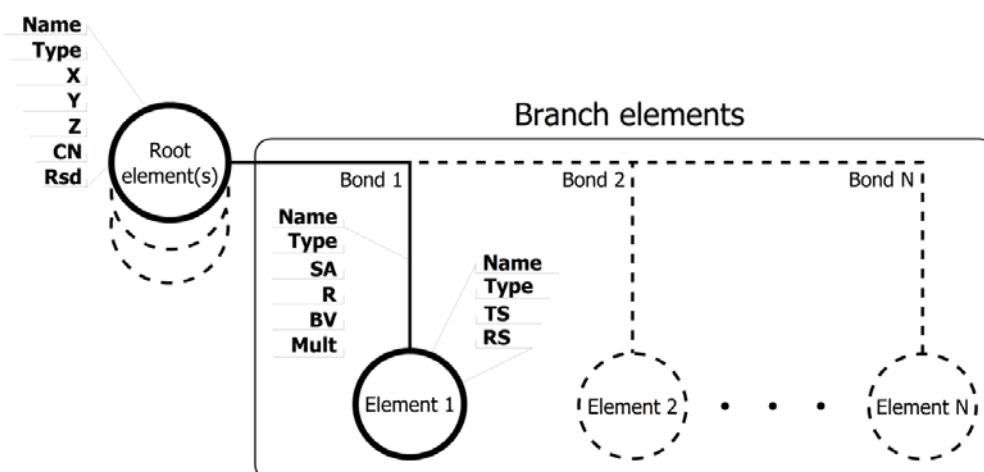 Name
Type
X
Y
Z
CN
Rsd
Root
element(s)
Branch elements
Bond 1
Bond 2
Bond N
Name
Type
SA
R
BV
Mult
Name
Type
TS
RS
Element 1
Element 2
Element N